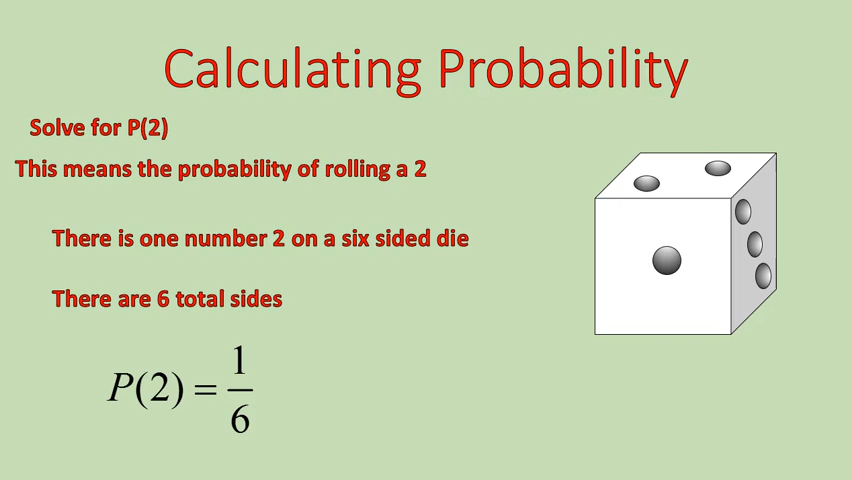 Calculating Probability
Solve for P(2)
This means the probability of rolling a 2
There is one number 2 on a six sided die
There are 6 total sides
P(2) = 1/6